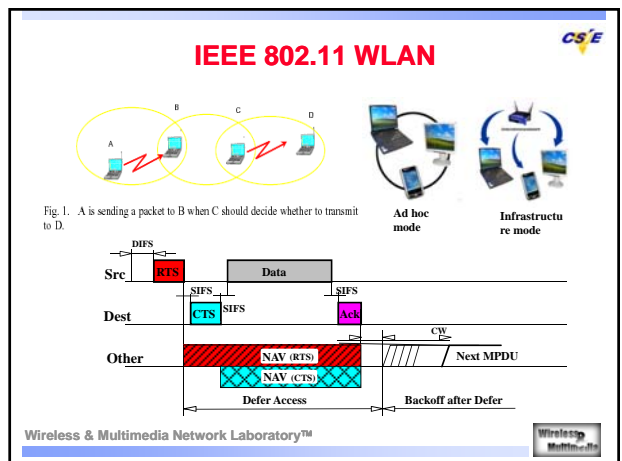 CS/E
IEEE 802.11 WLAN
B
C
D
A
Fig. 1. A is sending a packet to B when C should decide whether to transmit
to D.
Ad hoc
mode
Infrastructu
re mode
DIFS
Src
RTS
Data
SIFS
SIFS
Dest
CTS
SIFS
Ack
CW
Other
NAV (RTS)
Next MPDU
NAV (CTS)
Defer Access
Backoff after Defer
Wireless & Multimedia Network Laboratory™
Wireless
Multimedia